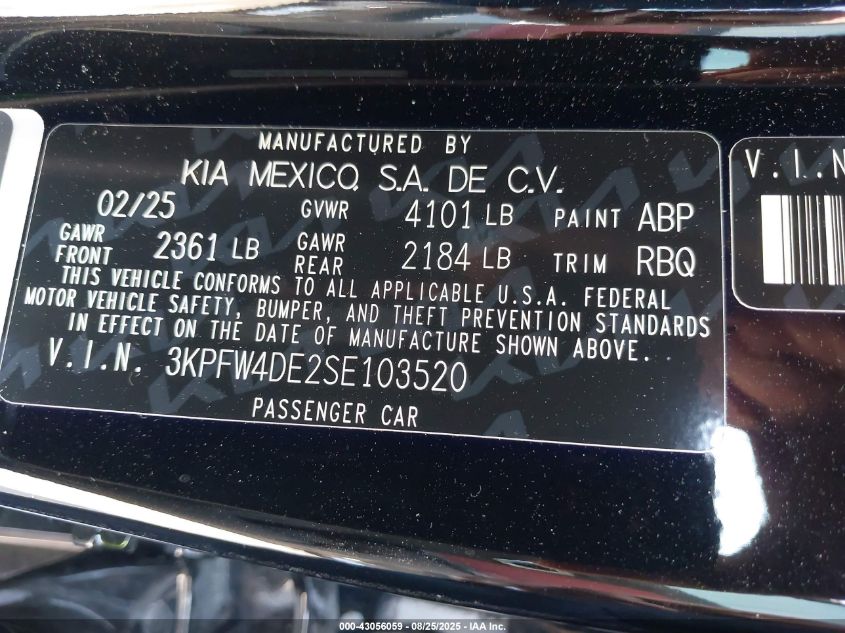 MANUFACTURED BY
KIA MEXICO, S.A. DE C.V.
02/25 GVWR 4101 LB PAINT ABP
GAWR FRONT 2361 LB GAWR REAR 2184 LB TRIM RBQ
THIS VEHICLE CONFORMS TO ALL APPLICABLE U.S.A. FEDERAL
MOTOR VEHICLE SAFETY, BUMPER, AND THEFT PREVENTION STANDARDS
IN EFFECT ON THE DATE OF MANUFACTURE SHOWN ABOVE.
V.I.N. 3KPFW4DE2SE103520
PASSENGER CAR
V.I.N
000-43056059 - 08/25/2025 - IAA Inc.